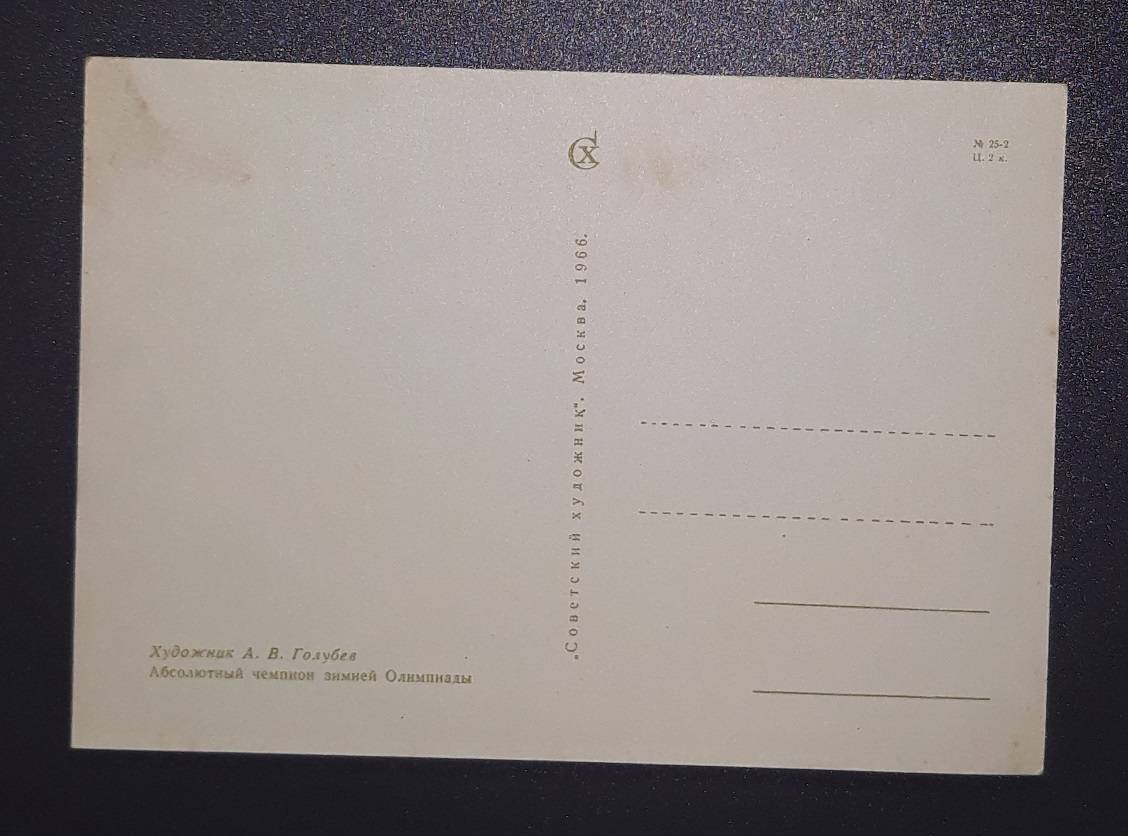 СХ
№ 25-2
Ц. 2 к.
„Советский художник“. Москва. 1966.
Художник А. В. Голубев
Абсолютный чемпион зимней Олимпиады